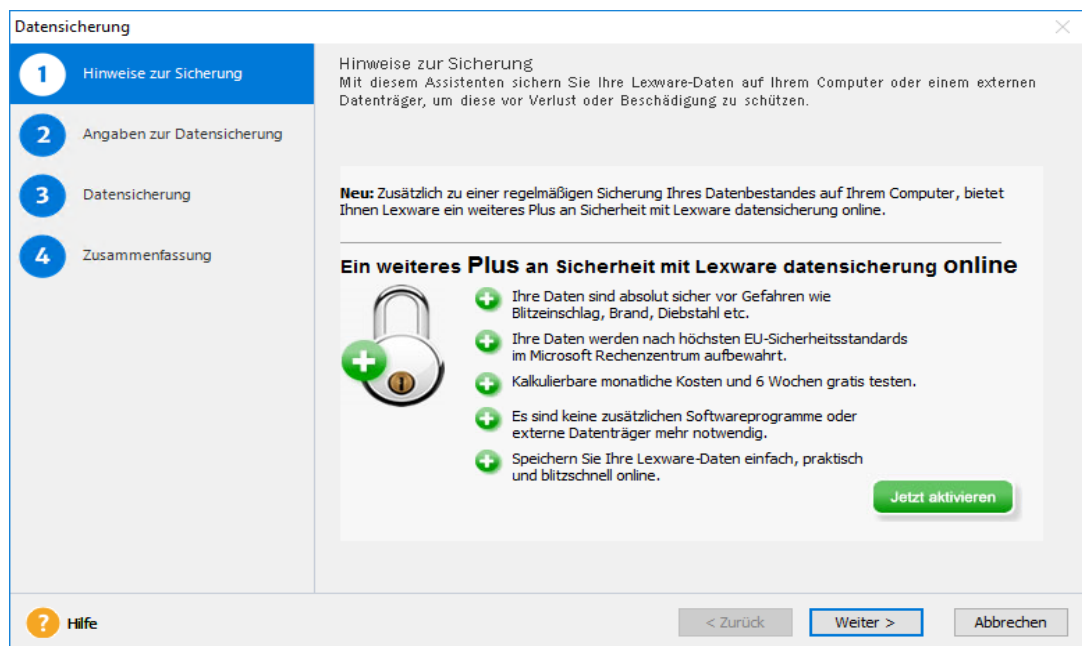 Datensicherung
1
Hinweise zur Sicherung
2
Angaben zur Datensicherung
3
Datensicherung
4
Zusammenfassung
Hinweise zur Sicherung
Mit diesem Assistenten sichern Sie Ihre Lexware-Daten auf Ihrem Computer oder einem externen
Datenträger, um diese vor Verlust oder Beschädigung zu schützen.
Neu: Zusätzlich zu einer regelmäßigen Sicherung Ihres Datenbestandes auf Ihrem Computer, bietet
Ihnen Lexware ein weiteres Plus an Sicherheit mit Lexware datensicherung online.
Ein weiteres Plus an Sicherheit mit Lexware datensicherung online
Ihre Daten sind absolut sicher vor Gefahren wie
Blitzeinschlag, Brand, Diebstahl etc.
Ihre Daten werden nach höchsten EU-Sicherheitsstandards
im Microsoft Rechenzentrum aufbewahrt.
Kalkulierbare monatliche Kosten und 6 Wochen gratis testen.
Es sind keine zusätzlichen Softwareprogramme oder
externe Datenträger mehr notwendig.
Speichern Sie Ihre Lexware-Daten einfach, praktisch
und blitzschnell online.
Jetzt aktivieren
? Hilfe
< Zurück
Weiter >
Abbrechen